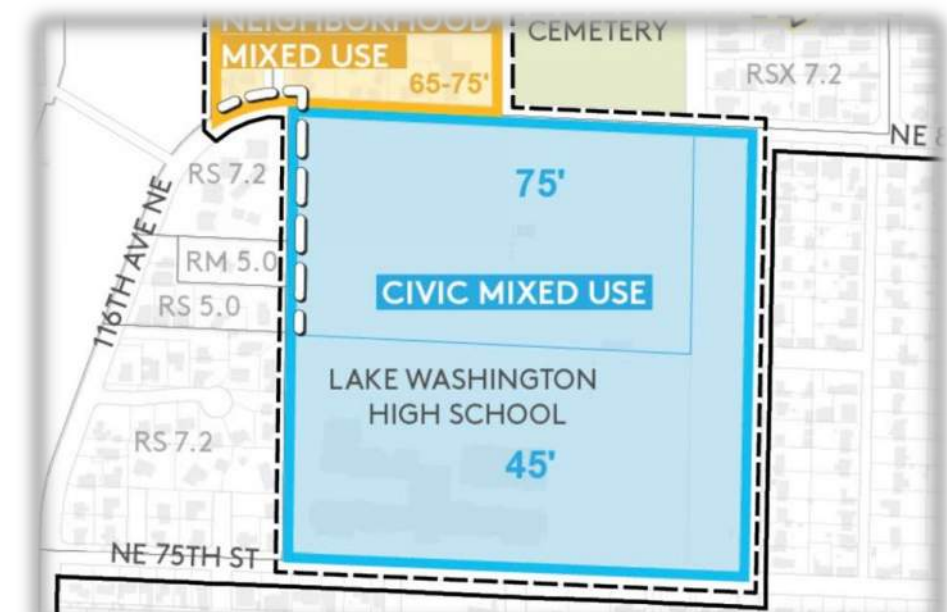 NEIGHBORHOOD
MIXED USE
65-75'
CEMETERY
RSX 7.2
NE
RS 7.2
75'
116TH AVE NE
RM 5.0
CIVIC MIXED USE
RS 5.0
LAKE WASHINGTON
HIGH SCHOOL
RS 7.2
45'
NE 75TH ST